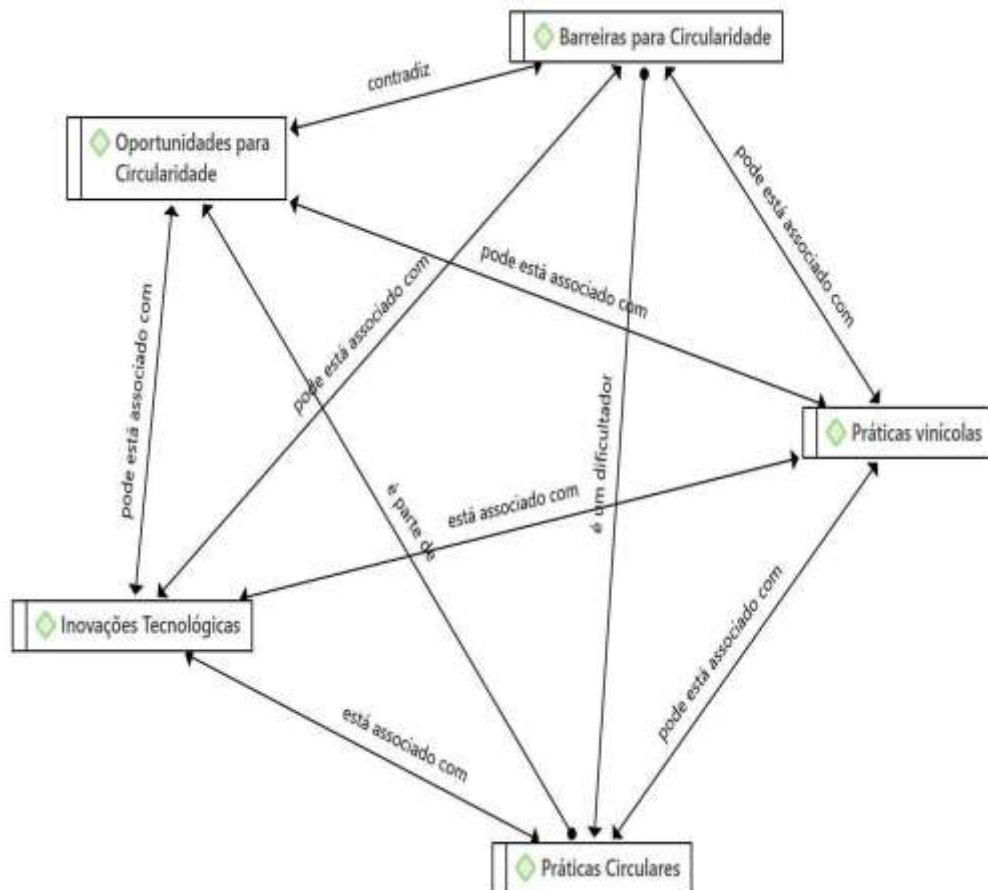 Barreiras para Circularidade
contradiz
Oportunidades para
Circularidade
pode está associado com
pode está associado com
pode está associado com
pode está associado com
Práticas vinícolas
é um dificultador
é parte de
está associado com
Inovações Tecnológicas
pode está associado com
está associado com
Práticas Circulares